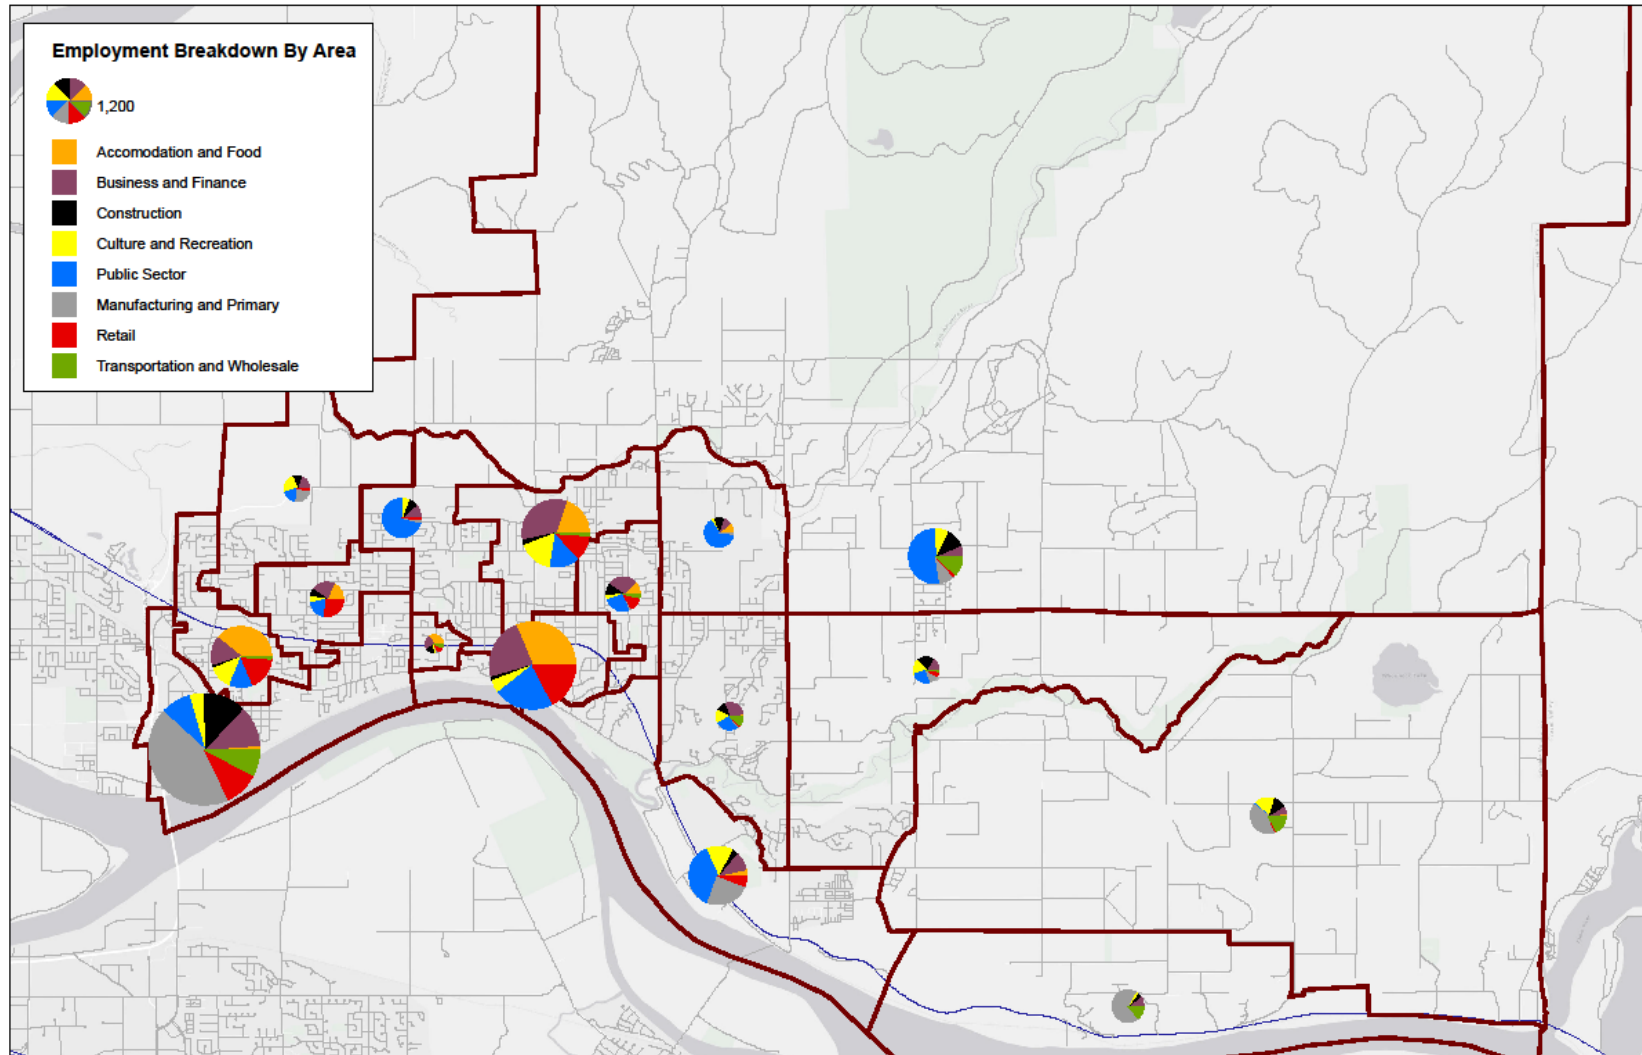 Employment Breakdown By Area
1,200
Accomodation and Food
Business and Finance
Construction
Culture and Recreation
Public Sector
Manufacturing and Primary
Retail
Transportation and Wholesale